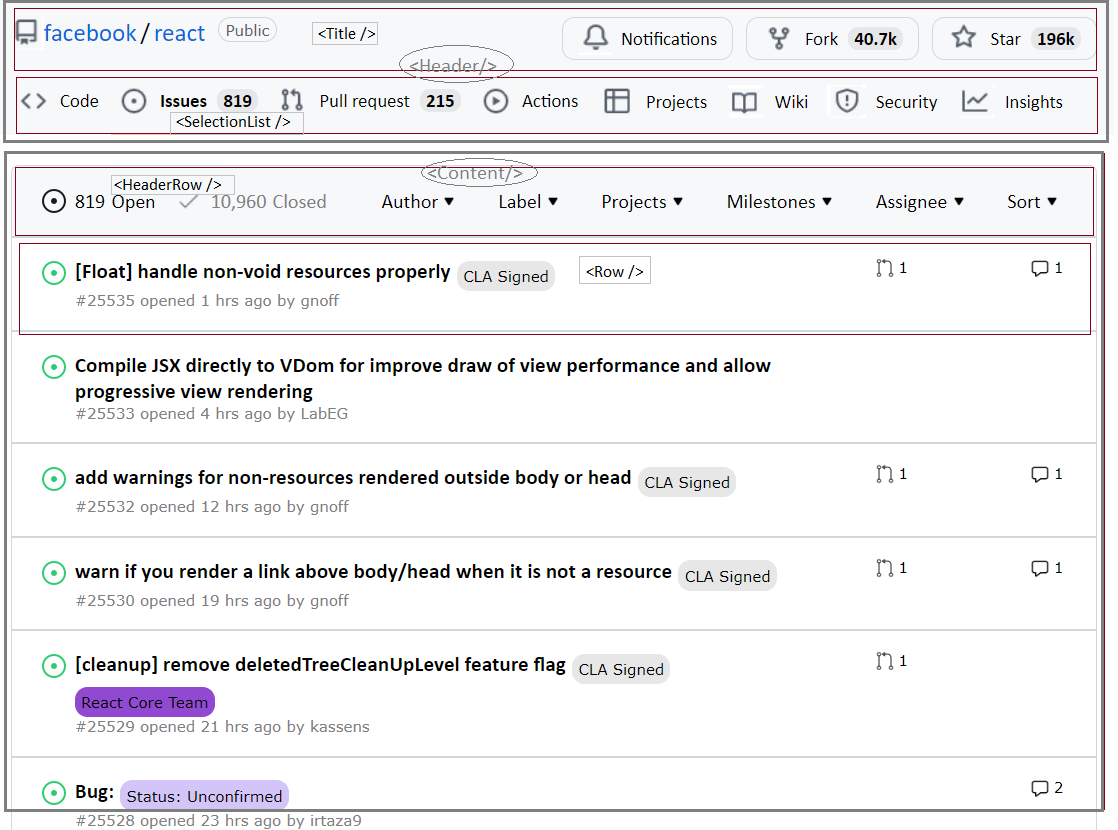 facebook / react Public <Title /> Notifications Fork 40.7k Star 196k
<Header/>
Code Issues 819 Pull request 215 Actions Projects Wiki Security Insights
<SelectionList />
<Content/>
<HeaderRow />
819 Open 10,960 Closed Author ▼ Label ▼ Projects ▼ Milestones ▼ Assignee ▼ Sort ▼
[Float] handle non-void resources properly CLA Signed <Row /> 1 1
#25535 opened 1 hrs ago by gnoff
Compile JSX directly to VDom for improve draw of view performance and allow
progressive view rendering
#25533 opened 4 hrs ago by LabEG
add warnings for non-resources rendered outside body or head CLA Signed 1 1
#25532 opened 12 hrs ago by gnoff
warn if you render a link above body/head when it is not a resource CLA Signed 1 1
#25530 opened 19 hrs ago by gnoff
[cleanup] remove deletedTreeCleanUpLevel feature flag CLA Signed 1
React Core Team
#25529 opened 21 hrs ago by kassens
Bug: Status: Unconfirmed 2
#25528 opened 23 hrs ago by irtaza9